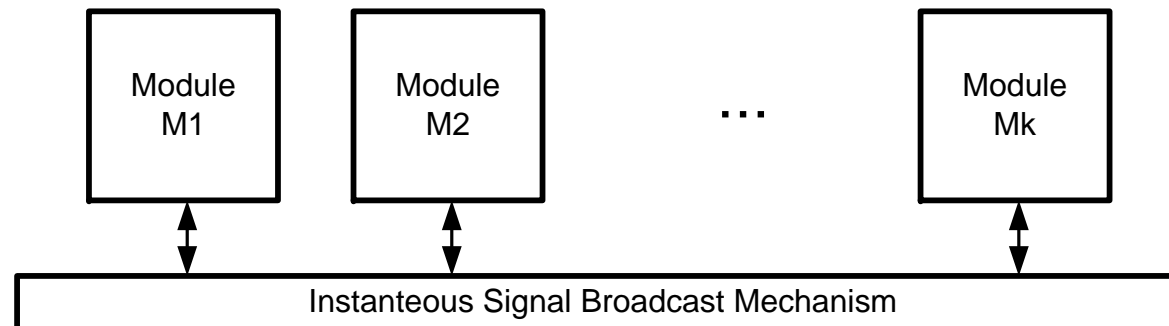 Module
M1
Module
M2
...
Module
Mk
Instanteous Signal Broadcast Mechanism